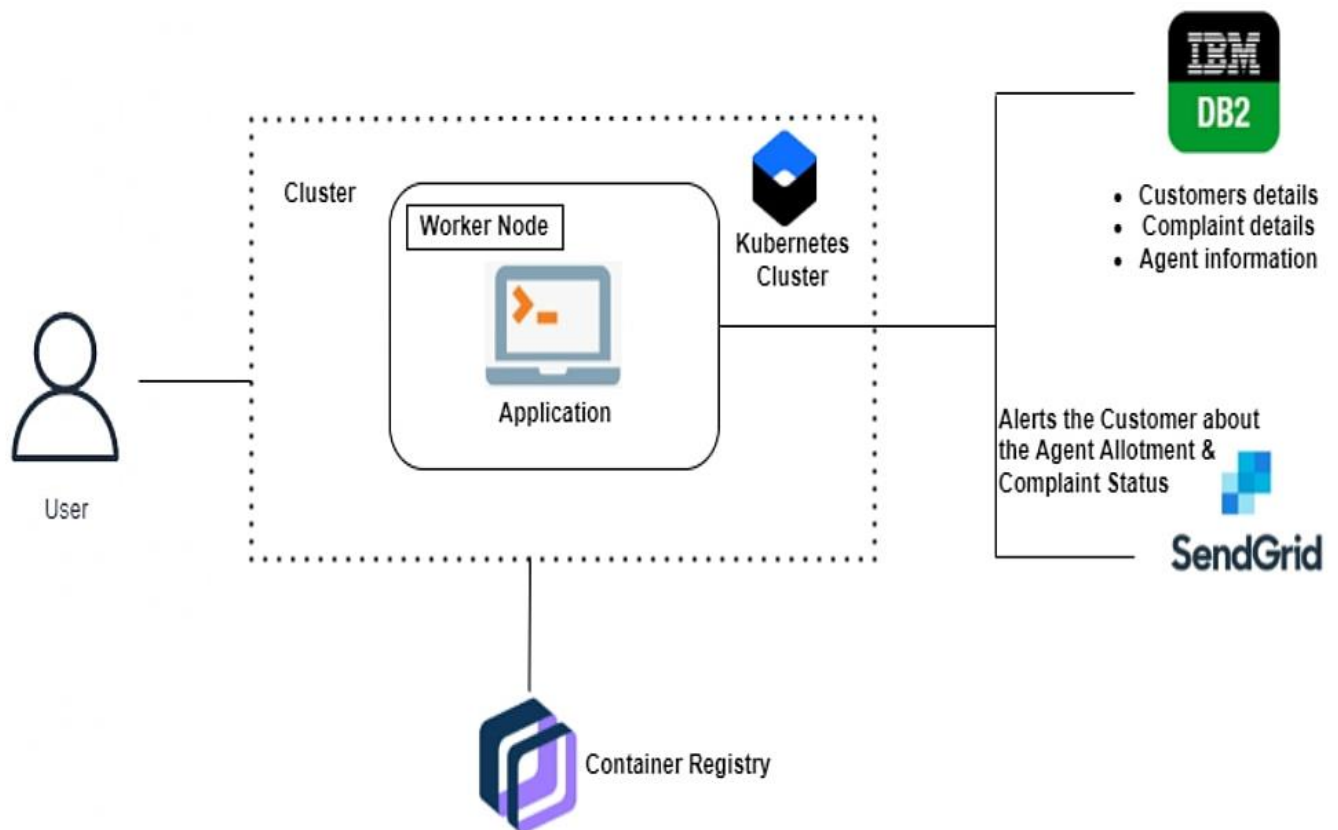 IBM
DB2
• Customers details
• Complaint details
• Agent information
Cluster
Worker Node
Kubernetes
Cluster
Application
User
Alerts the Customer about
the Agent Allotment &
Complaint Status
SendGrid
Container Registry